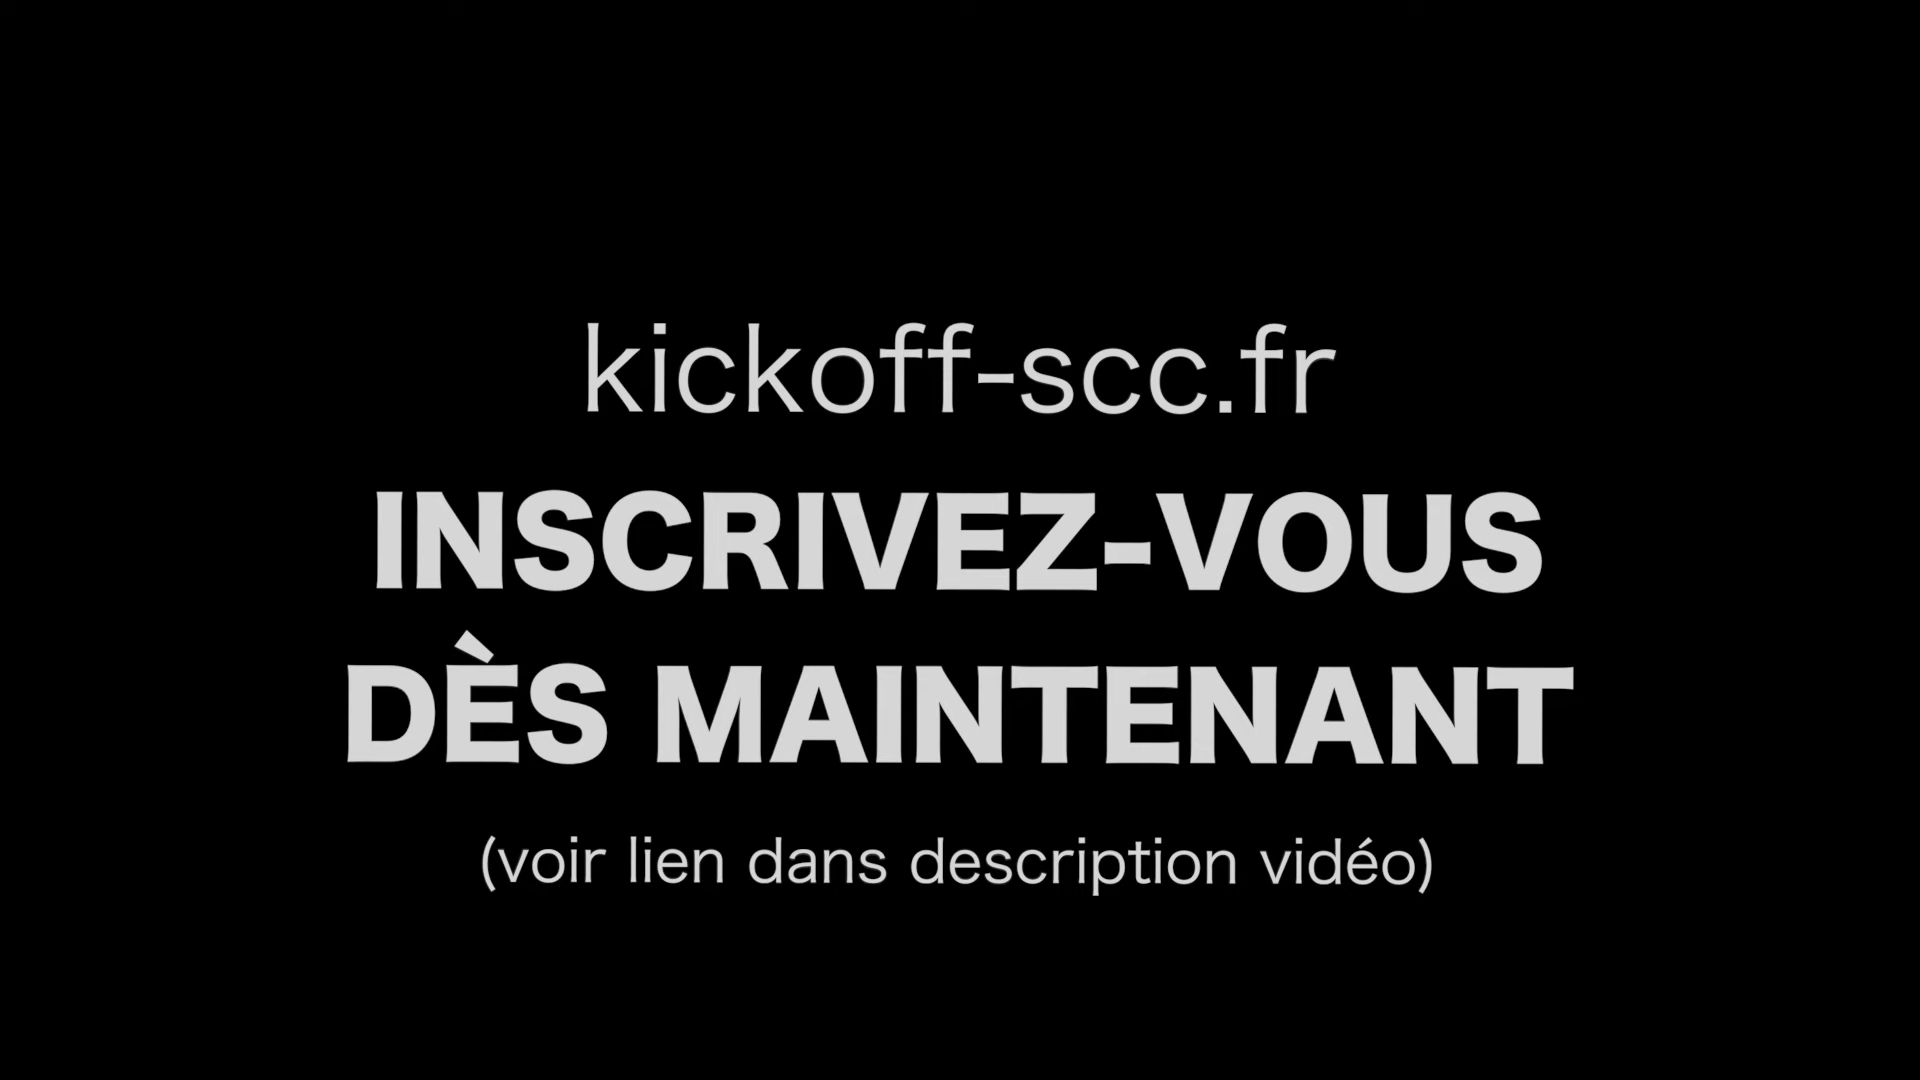 kickoff-scc.fr
INSCRIVEZ-VOUS
DÈS MAINTENANT
(voir lien dans description vidéo)